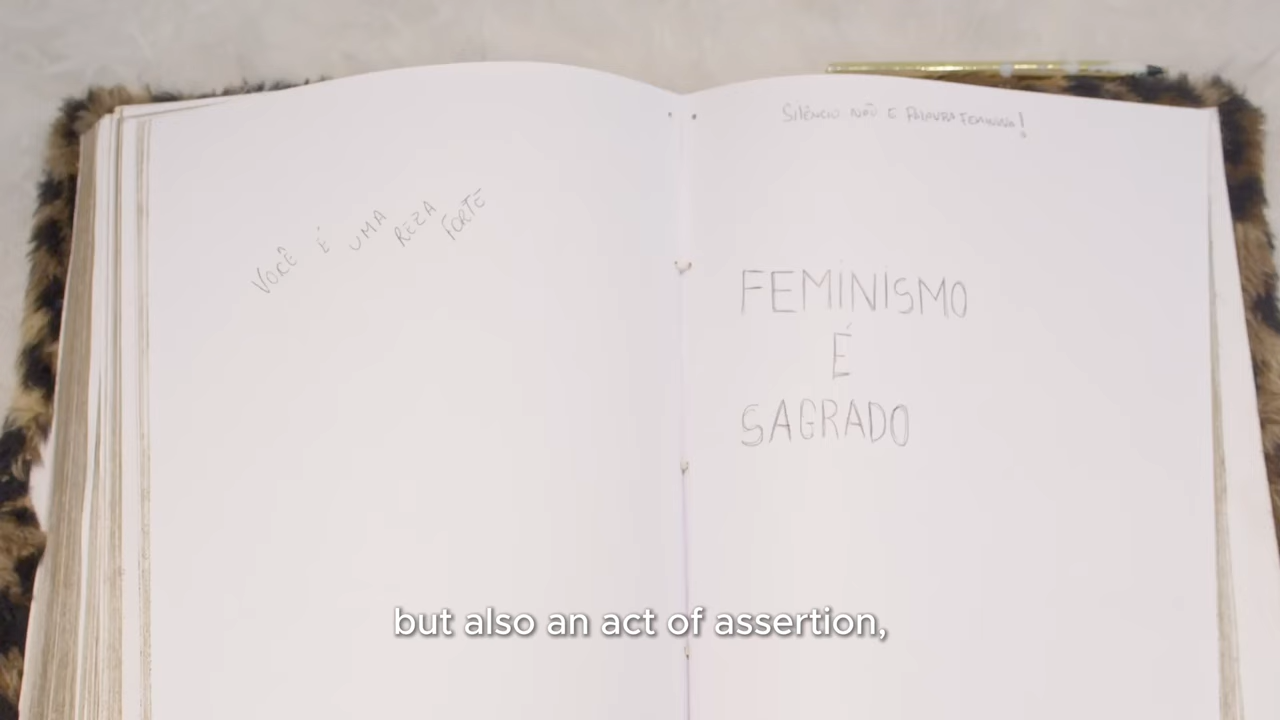 VOCÊ É UMA REZA FORTE
SILÊNCIO NÃO É PALAVRA FEMININA!
FEMINISMO
É
SAGRADO
but also an act of assertion,